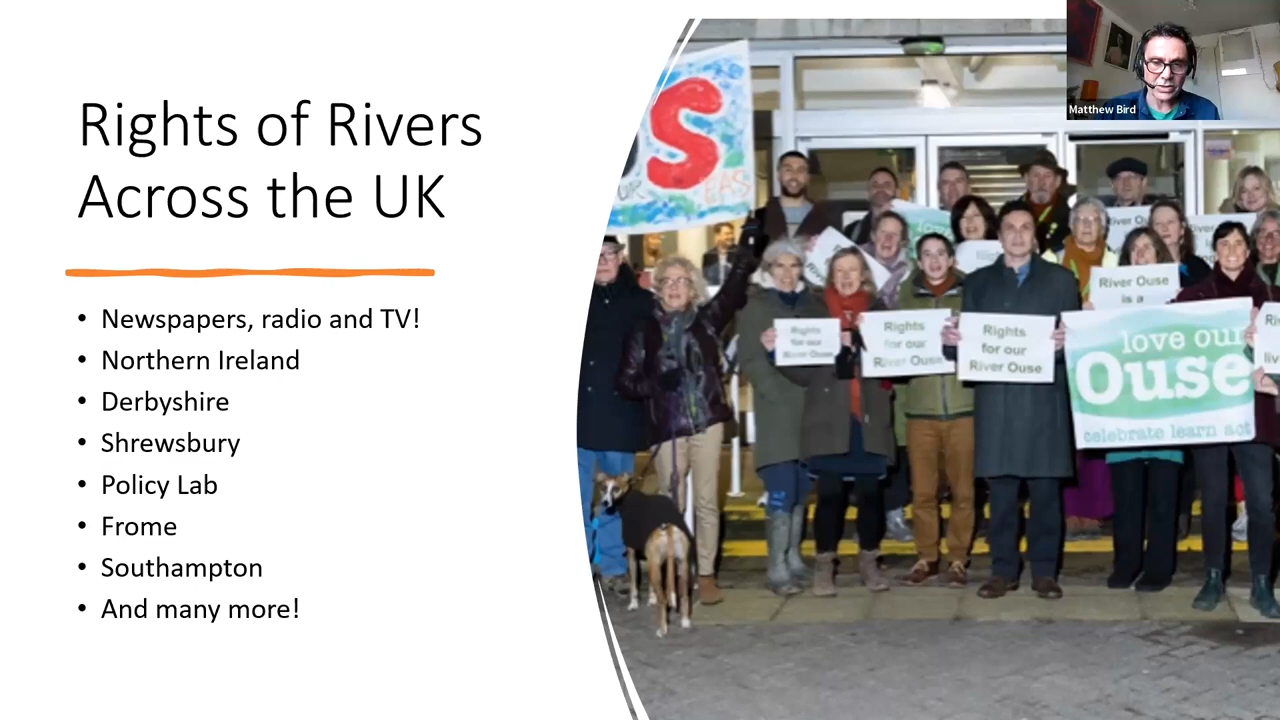 Rights of Rivers
Across the UK
• Newspapers, radio and TV!
• Northern Ireland
• Derbyshire
• Shrewsbury
• Policy Lab
• Frome
• Southampton
• And many more!
Matthew Bird
S
Rights
for our
River Ouse
Rights
for our
River Ouse
Rights
for our
River Ouse
River Ouse
is a
love our
Ouse
celebrate learn act